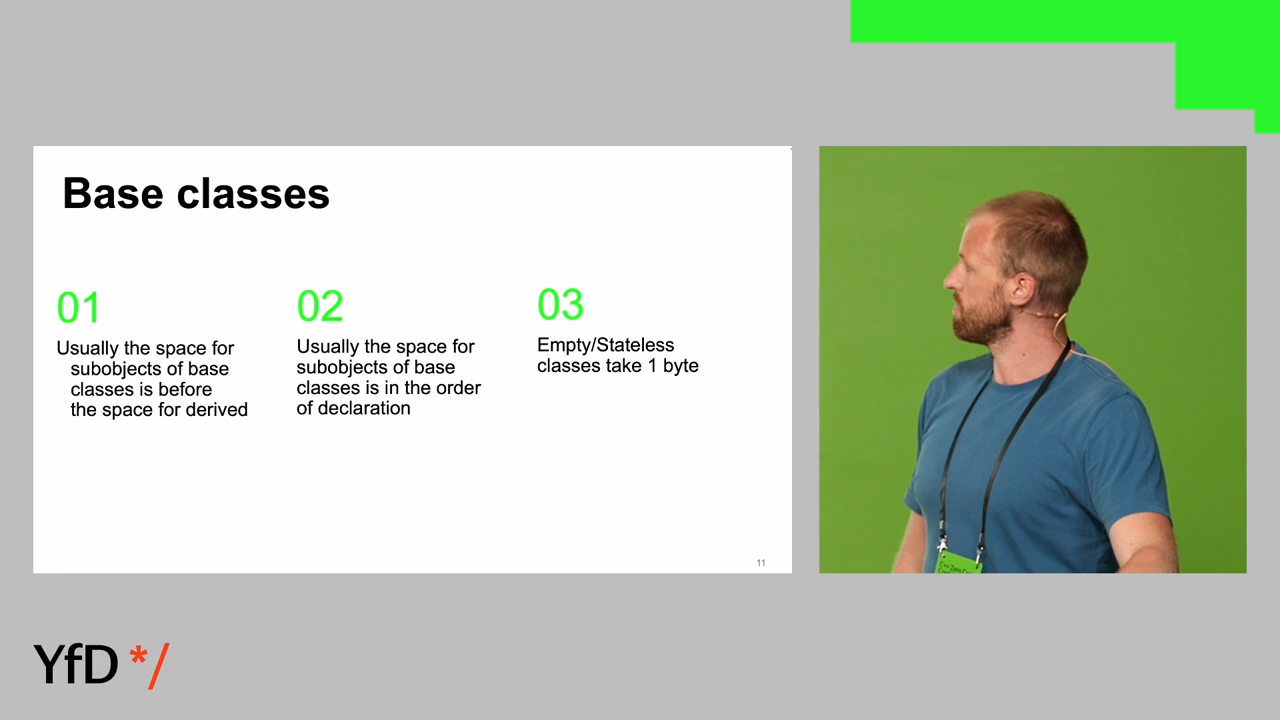 Base classes
01
Usually the space for
subobjects of base
classes is before
the space for derived
02
Usually the space for
subobjects of base
classes is in the order
of declaration
03
Empty/Stateless
classes take 1 byte
11
YfD */